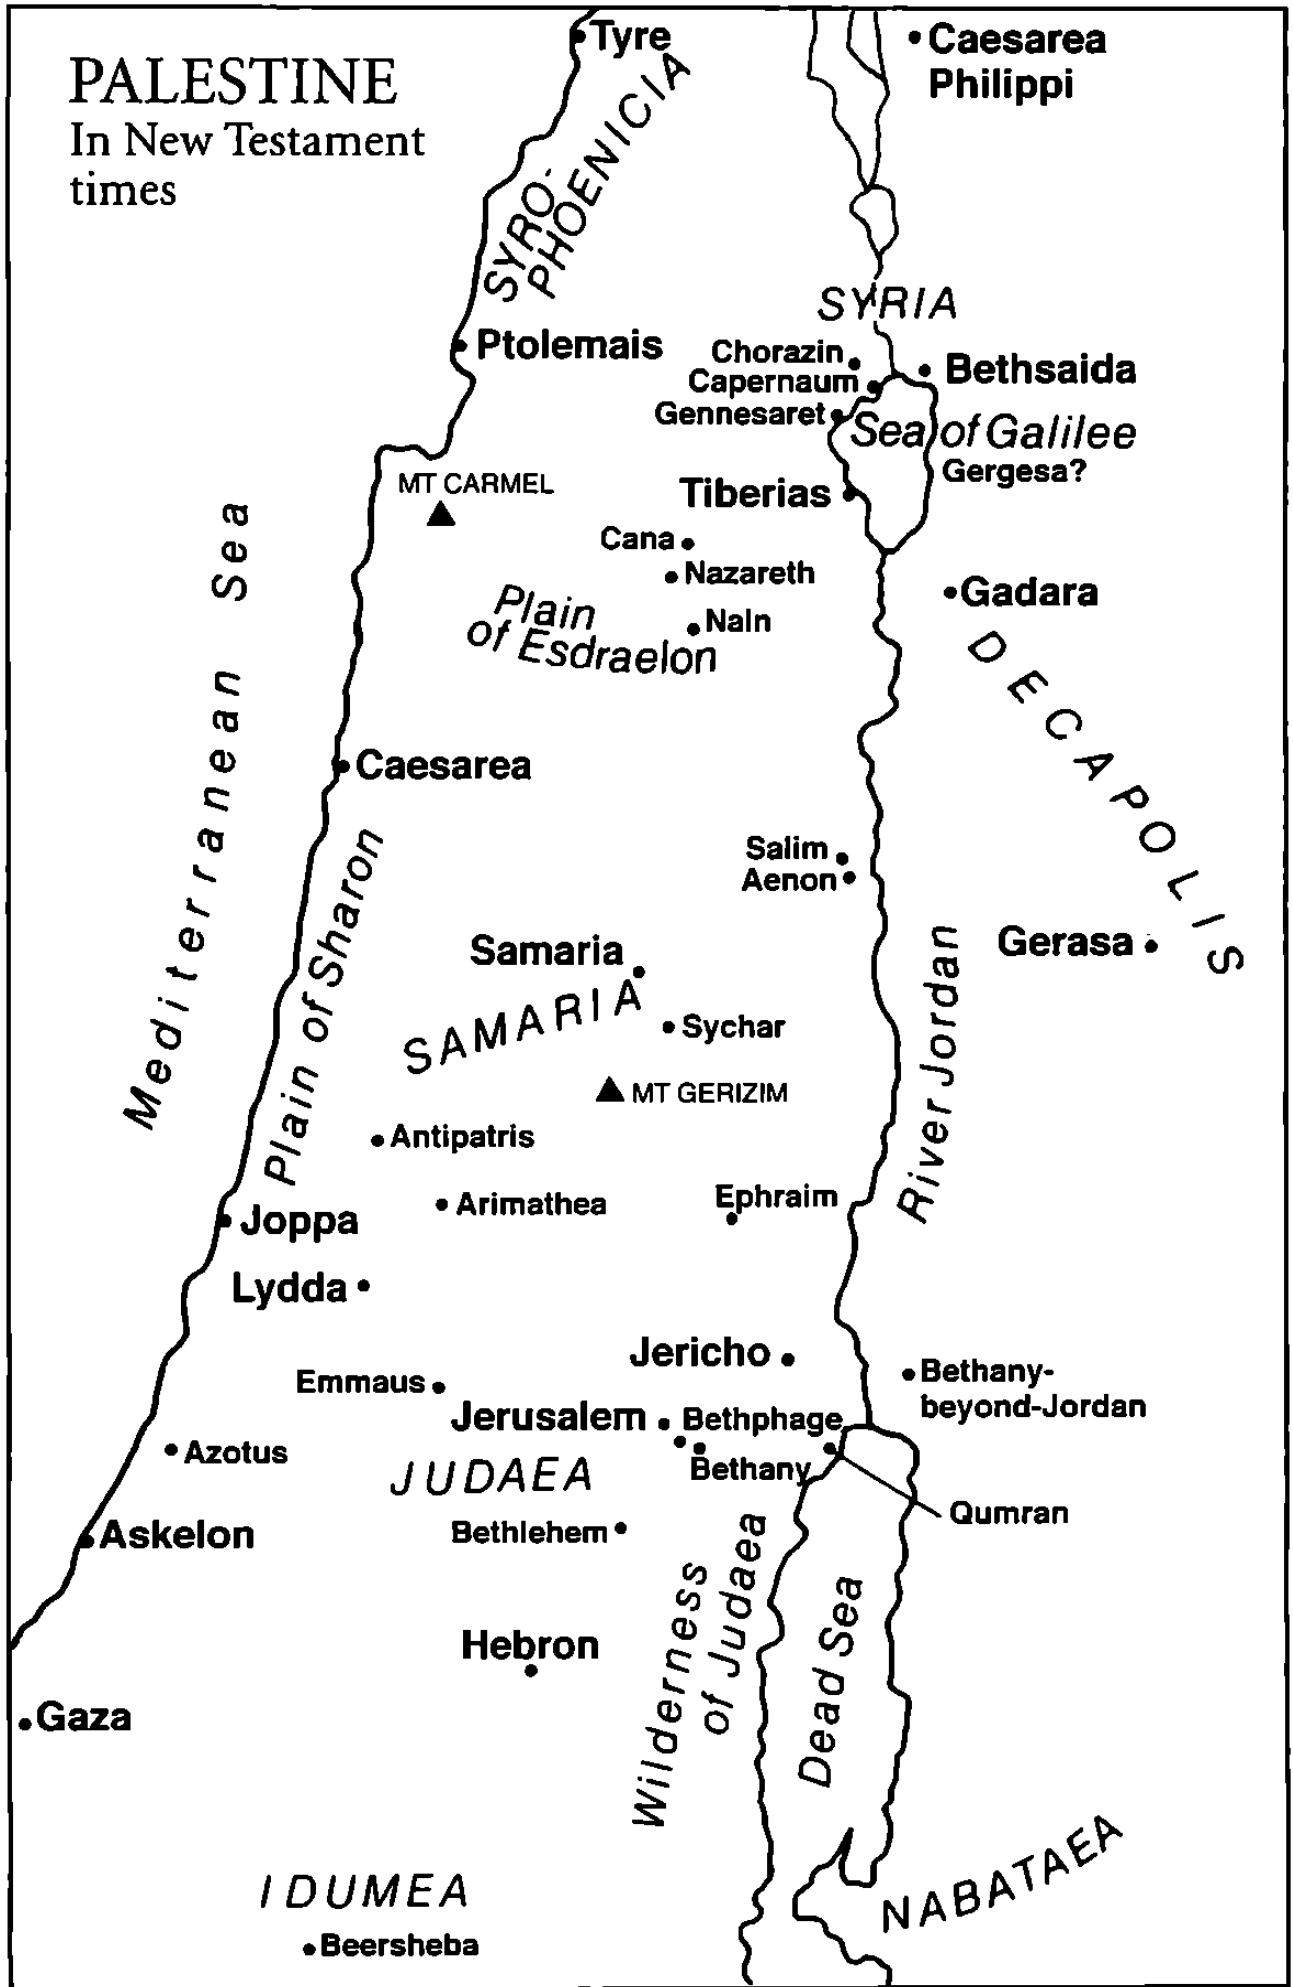 PALESTINE
In New Testament
times
Tyre
Caesarea
Philippi
SYRO-
PHOENICIA
SYRIA
Ptolemais
Chorazin
Bethsaida
Capernaum
Gennesaret
Sea of Galilee
Gergesa?
MT CARMEL
Tiberias
Mediterranean Sea
Cana
Nazareth
Gadara
Plain
of Esdraelon
Nain
DECAPOLIS
Caesarea
Plain of Sharon
Salim
Aenon
Samaria
Gerasa
SAMARIA
Sychar
River Jordan
MT GERIZIM
Antipatris
Arimathea
Ephraim
Joppa
Lydda
Jericho
Emmaus
Bethany-
beyond-Jordan
Jerusalem
Bethphage
Azotus
JUDAEA
Bethany
Qumran
Askelon
Bethlehem
Wilderness
of Judaea
Dead Sea
Hebron
Gaza
NABATAEA
IDUMEA
Beersheba